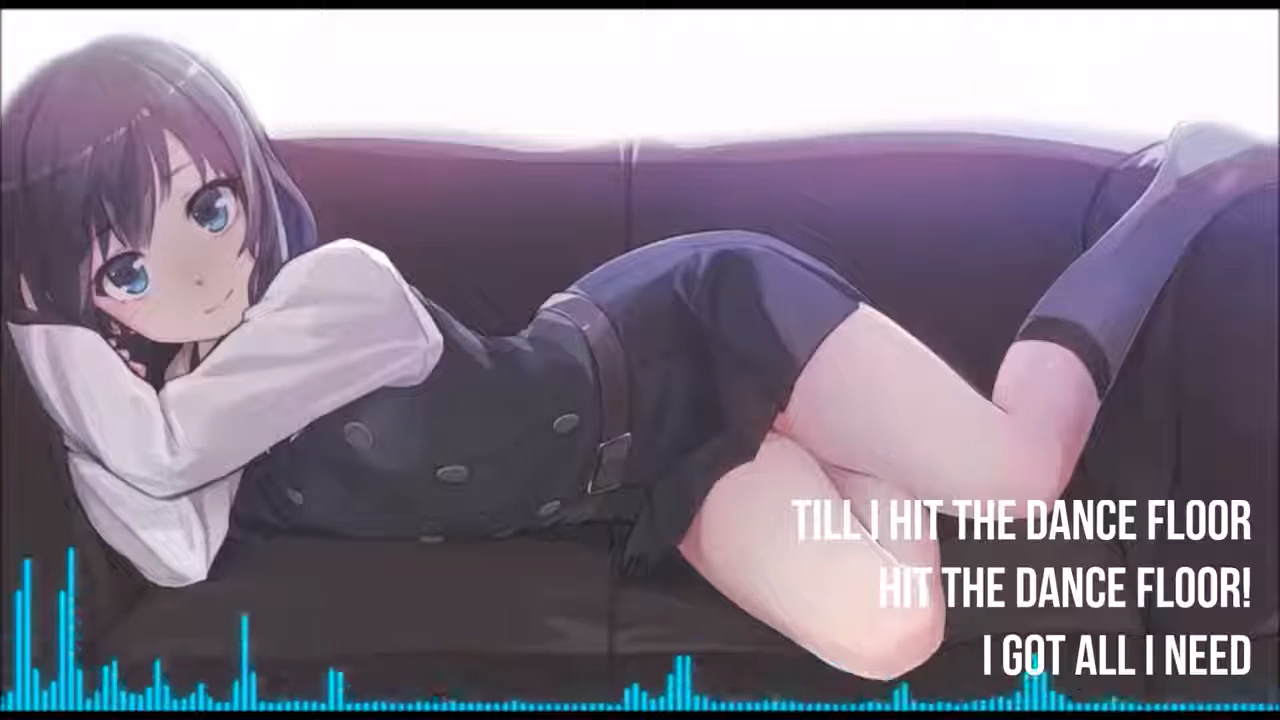 TILL I HIT THE DANCE FLOOR
HIT THE DANCE FLOOR!
I GOT ALL I NEED